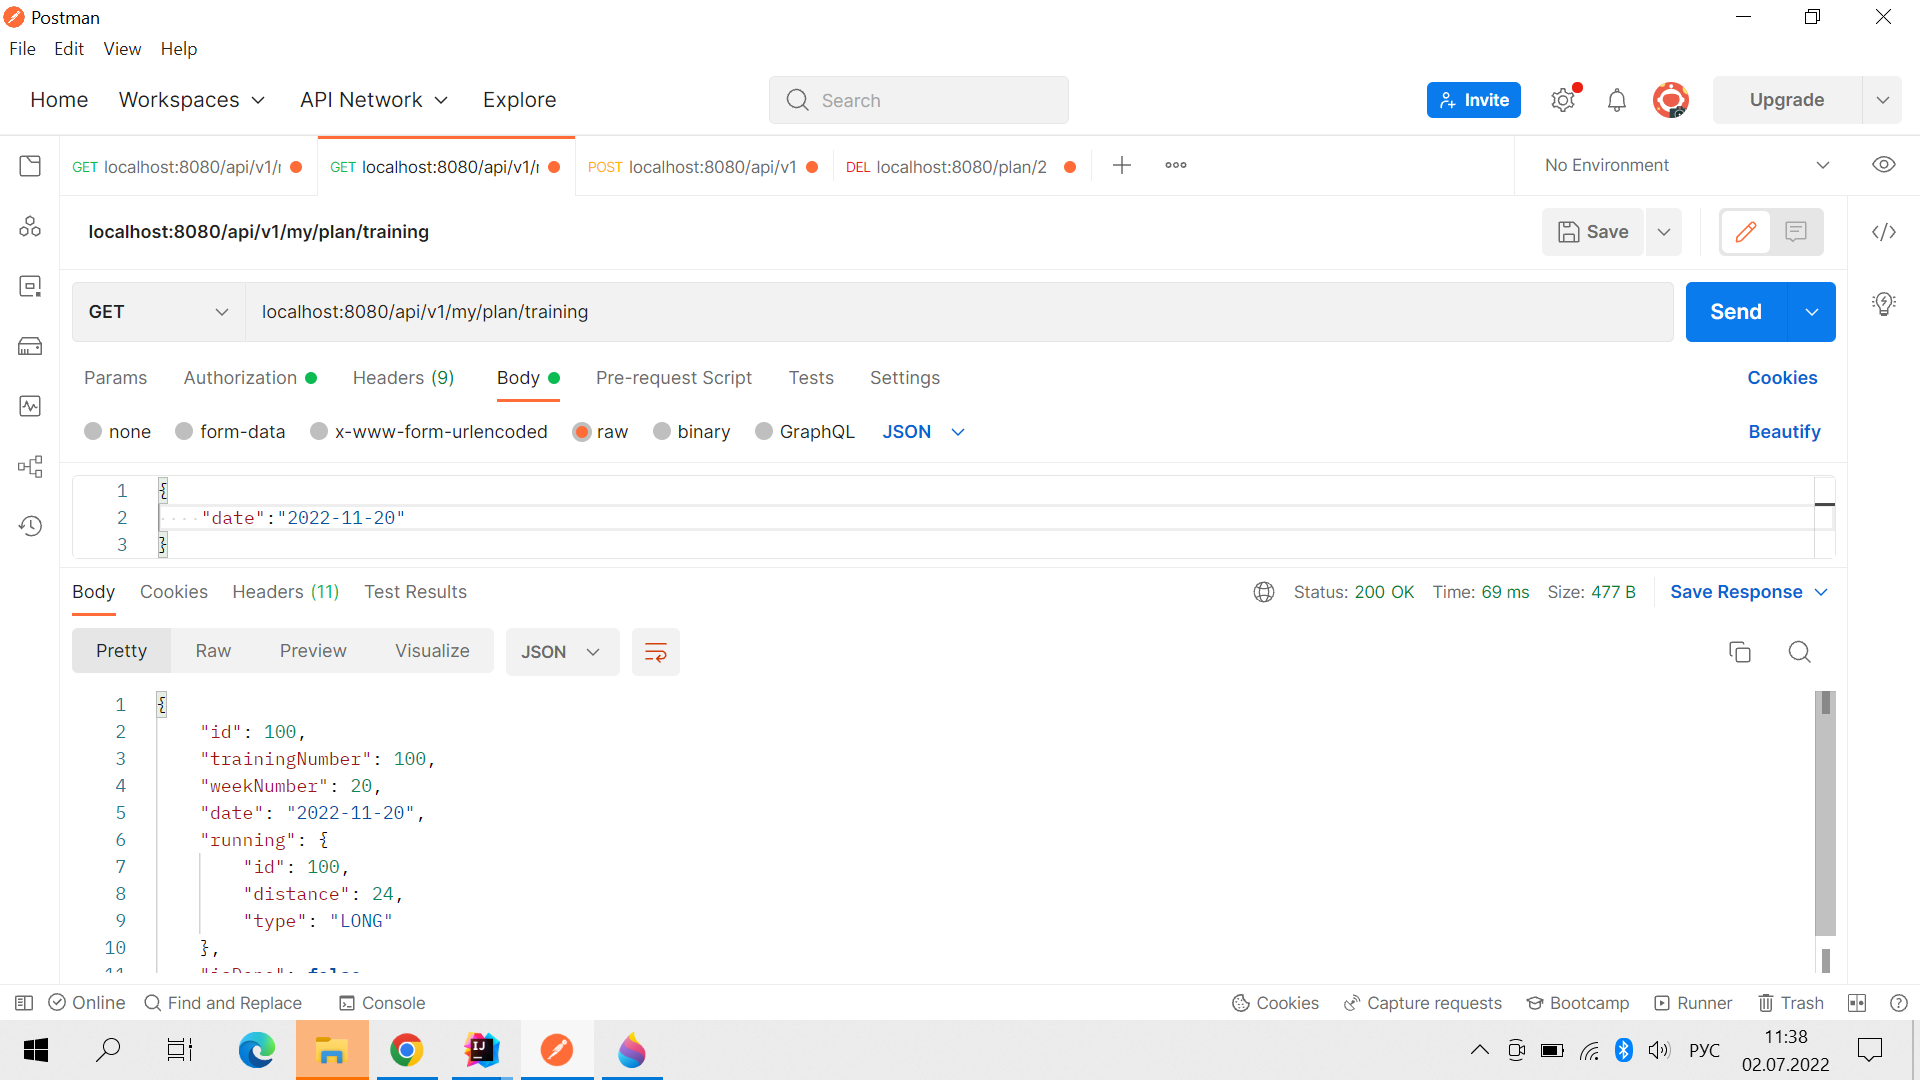 Postman
File Edit View Help
Home Workspaces API Network Explore Search Invite Upgrade
GET localhost:8080/api/v1/r GET localhost:8080/api/v1/r POST localhost:8080/api/v1 DEL localhost:8080/plan/2 No Environment
localhost:8080/api/v1/my/plan/training Save
GET localhost:8080/api/v1/my/plan/training Send
Params Authorization Headers (9) Body Pre-request Script Tests Settings Cookies
none form-data x-www-form-urlencoded raw binary GraphQL JSON Beautify
1 {
2 "date":"2022-11-20"
3 }
Body Cookies Headers (11) Test Results Status: 200 OK Time: 69 ms Size: 477 B Save Response
Pretty Raw Preview Visualize JSON
1 {
2 "id": 100,
3 "trainingNumber": 100,
4 "weekNumber": 20,
5 "date": "2022-11-20",
6 "running": {
7 "id": 100,
8 "distance": 24,
9 "type": "LONG"
10 },
11 "isDone": false
Online Find and Replace Console Cookies Capture requests Bootcamp Runner Trash
IJ РУС 11:38
02.07.2022